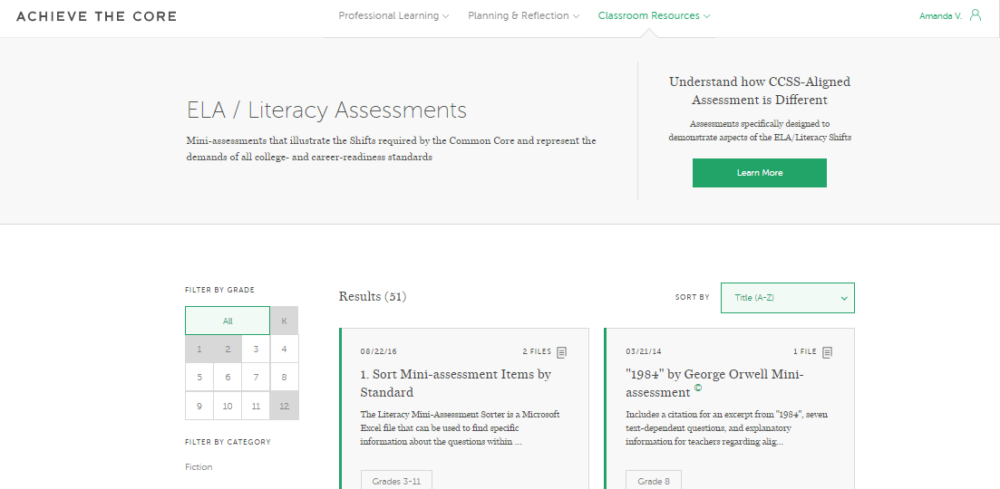 ACHIEVE THE CORE
Professional Learning
Planning & Reflection
Classroom Resources
Amanda V.
ELA / Literacy Assessments
Mini-assessments that illustrate the Shifts required by the Common Core and represent the
demands of all college- and career-readiness standards
Understand how CCSS-Aligned
Assessment is Different
Assessments specifically designed to
demonstrate aspects of the ELA/Literacy Shifts
Learn More
FILTER BY GRADE
All K
1 2 3 4
5 6 7 8
9 10 11 12
FILTER BY CATEGORY
Fiction
Results (51)
SORT BY
Title (A-Z)
08/22/16 2 FILES
1. Sort Mini-assessment Items by
Standard
The Literacy Mini-Assessment Sorter is a Microsoft
Excel file that can be used to find specific
information about the questions within ...
Grades 3-11
03/21/14 1 FILE
"1984" by George Orwell Mini-
assessment ©
Includes a citation for an excerpt from "1984", seven
text-dependent questions, and explanatory
information for teachers regarding alig...
Grade 8